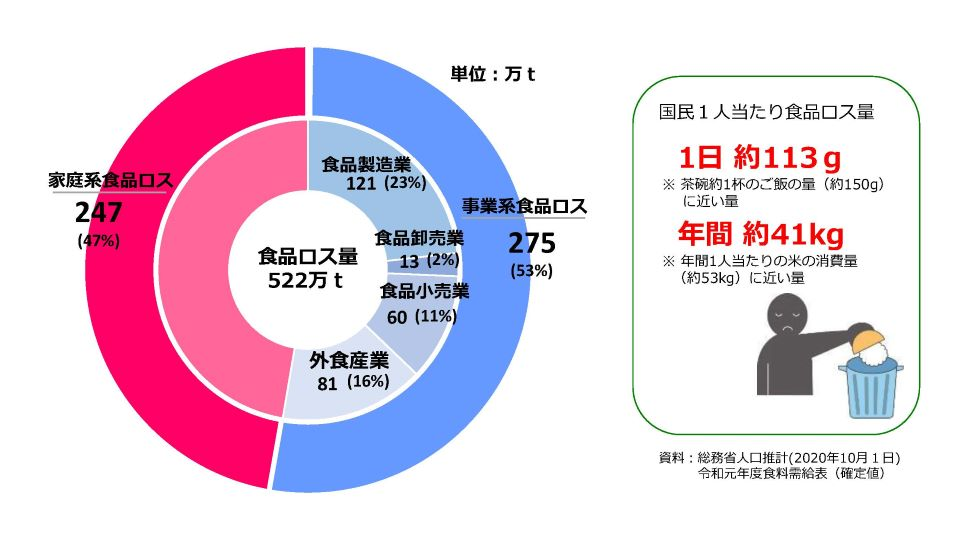 単位：万ｔ
家庭系食品ロス
247
(47%)
食品製造業
121 (23%)
事業系食品ロス
275
(53%)
食品卸売業
13 (2%)
食品ロス量
522万ｔ
食品小売業
60 (11%)
外食産業
81 (16%)
国民１人当たり食品ロス量
1日 約113ｇ
※ 茶碗約1杯のご飯の量（約150g）
に近い量
年間 約41kg
※ 年間1人当たりの米の消費量
（約53kg）に近い量
資料：総務省人口推計(2020年10月１日)
令和元年度食料需給表（確定値）